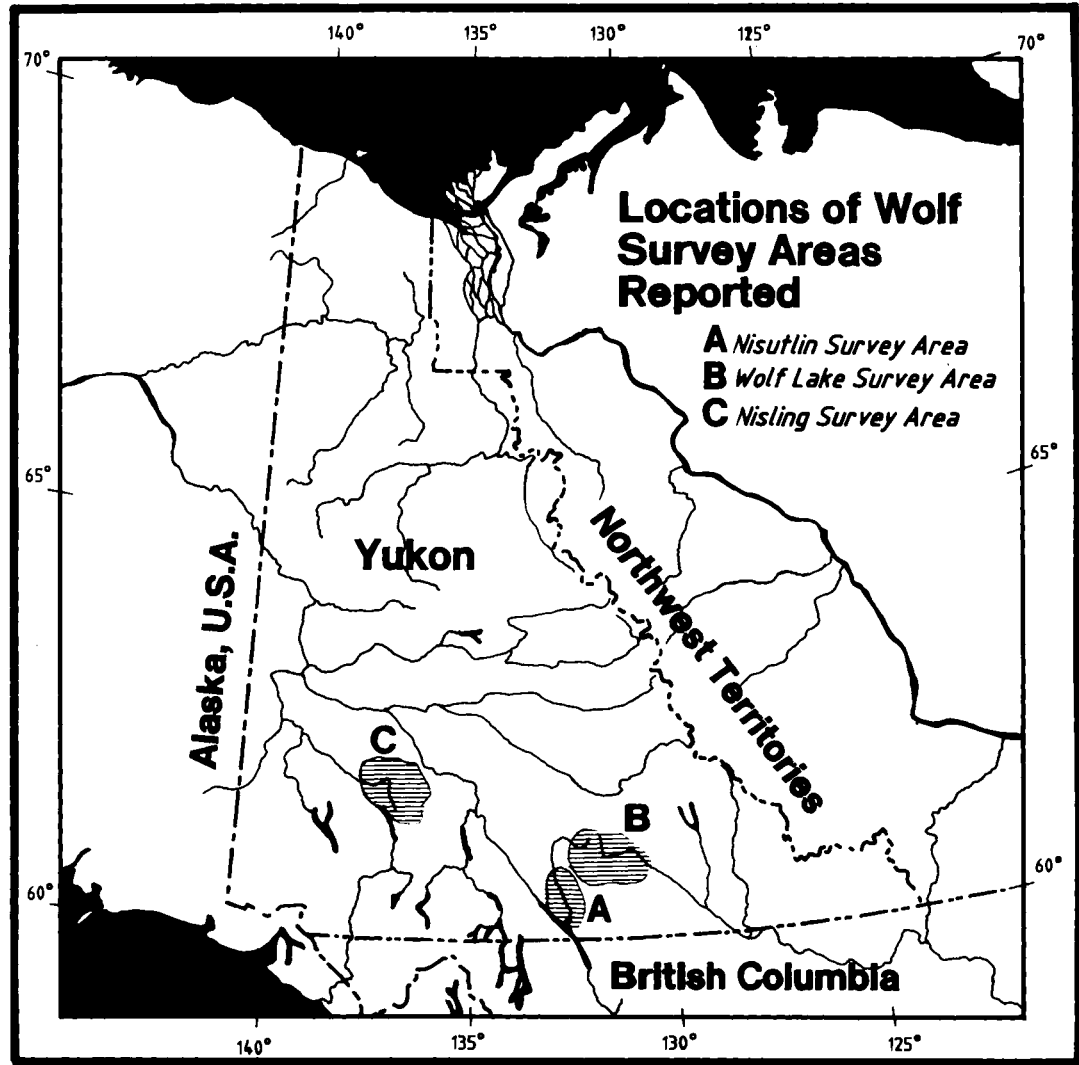 140° 135° 130° 125°
70° 70°
Locations of Wolf
Survey Areas
Reported
A Nisutlin Survey Area
B Wolf Lake Survey Area
C Nisling Survey Area
65° 65°
Yukon
Northwest Territories
Alaska, U.S.A.
C
B
A
60° 60°
British Columbia
140° 135° 130° 125°